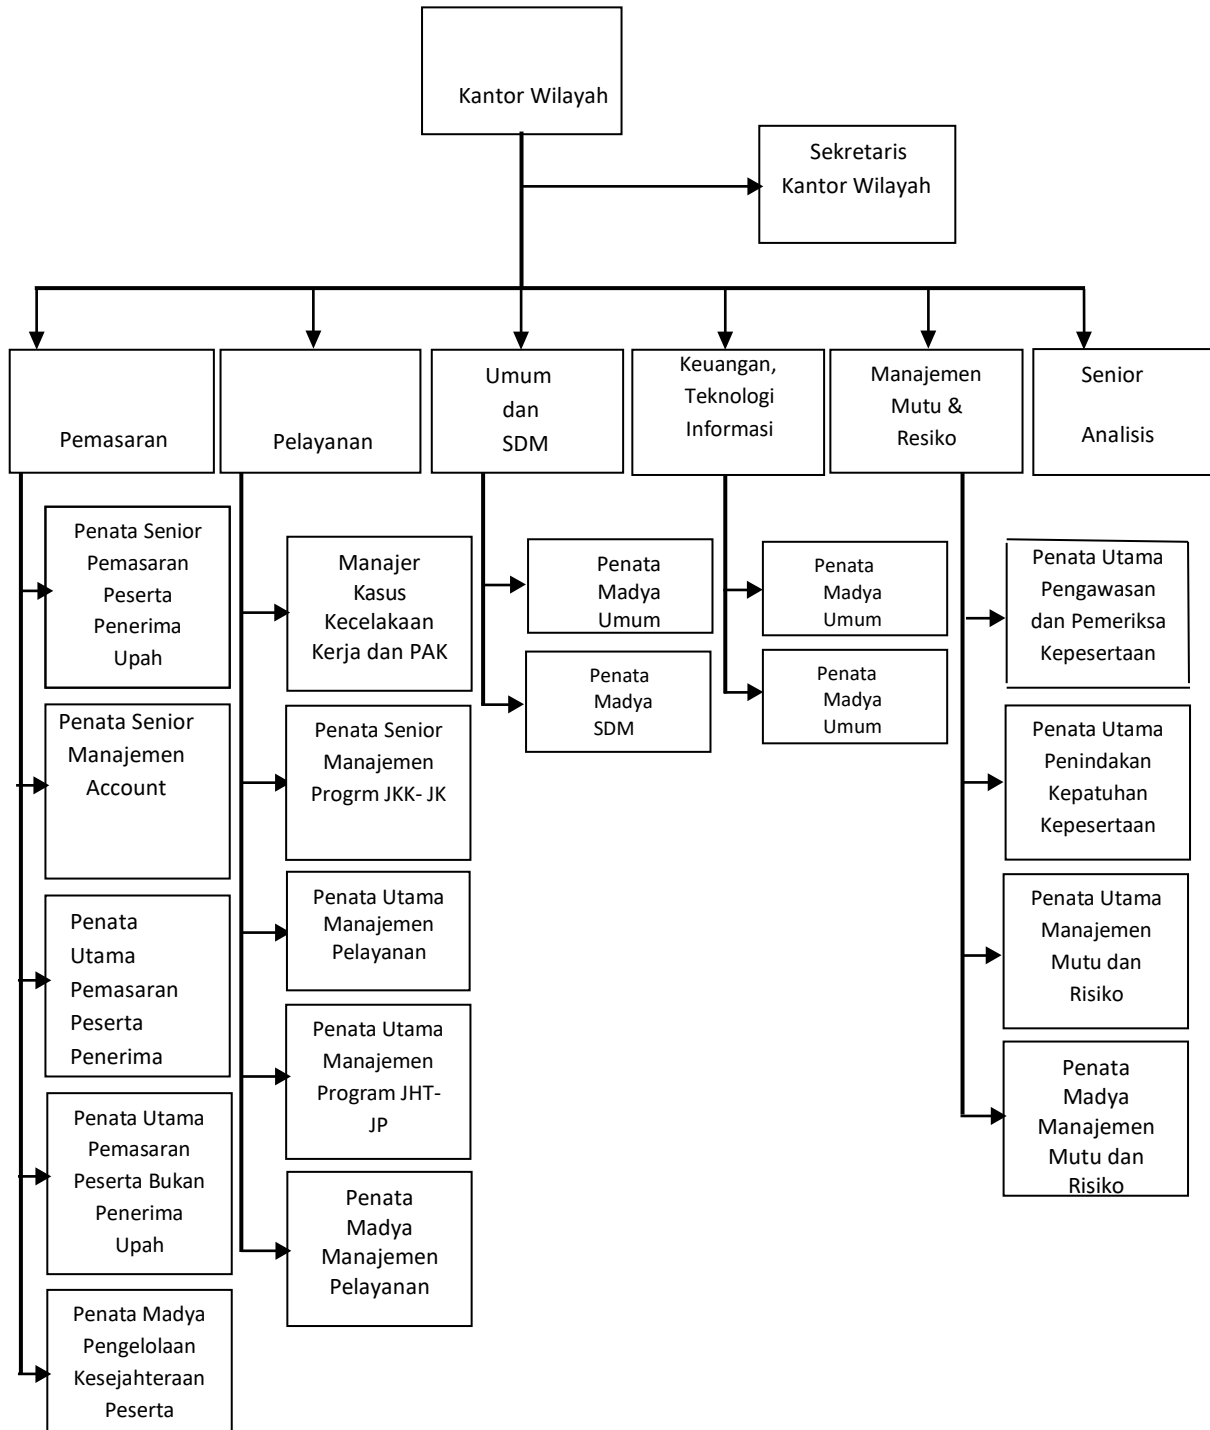 Kantor Wilayah
Sekretaris
Kantor Wilayah
Pemasaran
Pelayanan
Umum
dan
SDM
Keuangan,
Teknologi
Informasi
Manajemen
Mutu &
Resiko
Senior
Analisis
Penata Senior
Pemasaran
Peserta
Penerima
Upah
Penata Senior
Manajemen
Account
Penata
Utama
Pemasaran
Peserta
Penerima
Penata Utama
Pemasaran
Peserta Bukan
Penerima
Upah
Penata Madya
Pengelolaan
Kesejahteraan
Peserta
Manajer
Kasus
Kecelakaan
Kerja dan PAK
Penata Senior
Manajemen
Progrm JKK- JK
Penata Utama
Manajemen
Pelayanan
Penata Utama
Manajemen
Program JHT-
JP
Penata
Madya
Manajemen
Pelayanan
Penata
Madya
Umum
Penata
Madya
SDM
Penata
Madya
Umum
Penata
Madya
Umum
Penata Utama
Pengawasan
dan Pemeriksa
Kepesertaan
Penata Utama
Penindakan
Kepatuhan
Kepesertaan
Penata Utama
Manajemen
Mutu dan
Risiko
Penata
Madya
Manajemen
Mutu dan
Risiko